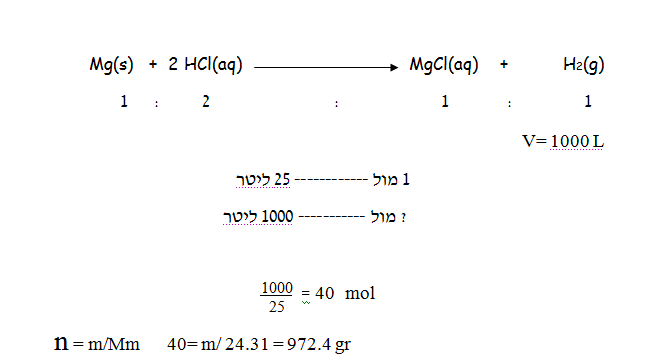 Mg(s) + 2 HCl(aq) ⟶ MgCl(aq) + H2(g)
1 : 2 : 1 : 1
V= 1000 L
1 מול ------------ 25 ליטר
? מול ----------- 1000 ליטר
1000/25 = 40 mol
n = m/Mm 40= m/ 24.31 = 972.4 gr